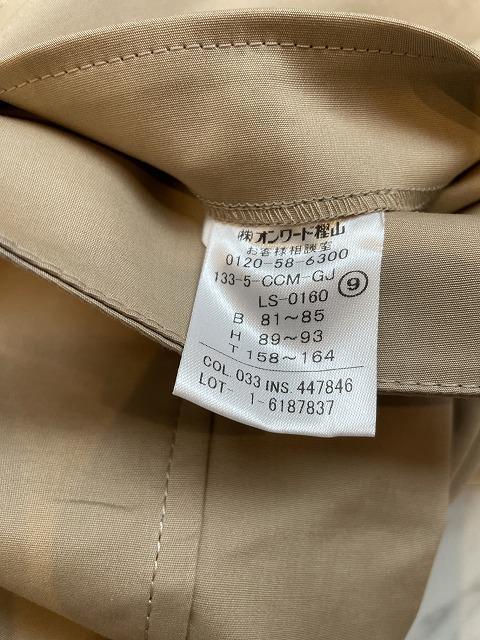 ㈱オンワード樫山
お客様相談室
0120-58-6300
133-5-CCM-GJ ⑨
LS-0160
B 81～85
H 89～93
T 158～164
COL. 033 INS. 447846
LOT- 1-6187837